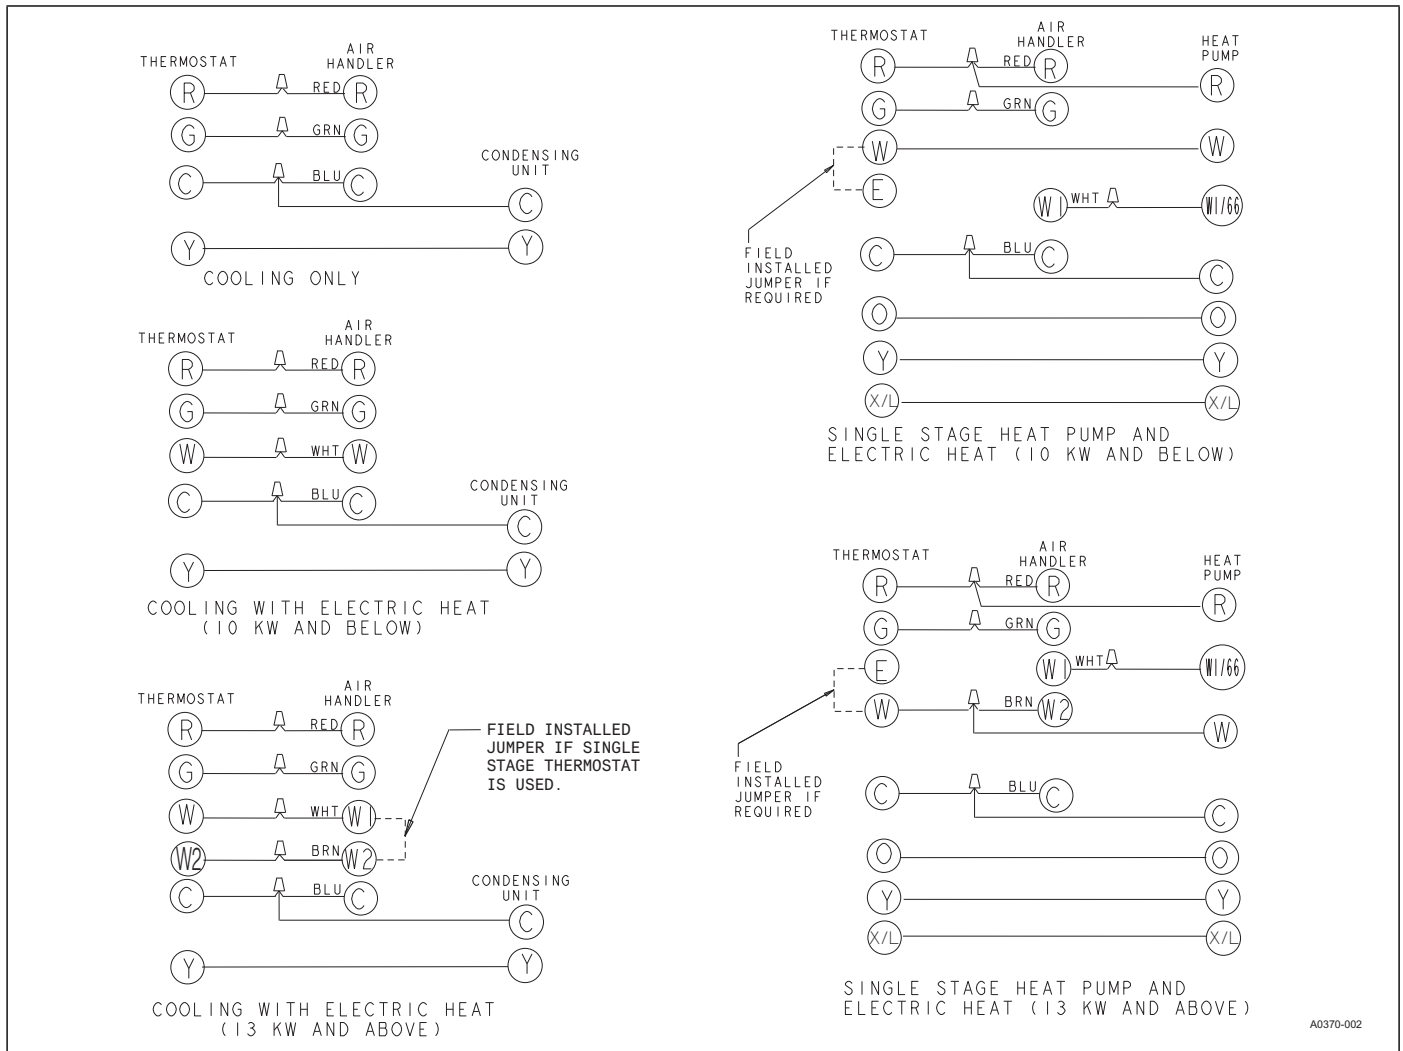 THERMOSTAT
AIR
HANDLER
R
RED
R
G
GRN
G
CONDENSING
UNIT
C
BLU
C
C
Y
Y
COOLING ONLY
THERMOSTAT
AIR
HANDLER
R
RED
R
G
GRN
G
W
WHT
W
CONDENSING
UNIT
C
BLU
C
C
Y
Y
COOLING WITH ELECTRIC HEAT
(10 KW AND BELOW)
THERMOSTAT
AIR
HANDLER
R
RED
R
G
GRN
G
W
WHT
W1
W2
BRN
W2
FIELD INSTALLED
JUMPER IF SINGLE
STAGE THERMOSTAT
IS USED.
CONDENSING
UNIT
C
BLU
C
C
Y
Y
COOLING WITH ELECTRIC HEAT
(13 KW AND ABOVE)
THERMOSTAT
AIR
HANDLER
HEAT
PUMP
R
RED
R
R
G
GRN
G
W
W
E
W1
WHT
W1/66
FIELD
INSTALLED
JUMPER IF
REQUIRED
C
BLU
C
C
O
O
Y
Y
X/L
X/L
SINGLE STAGE HEAT PUMP AND
ELECTRIC HEAT (10 KW AND BELOW)
THERMOSTAT
AIR
HANDLER
HEAT
PUMP
R
RED
R
R
G
GRN
G
E
W1
WHT
W1/66
W
BRN
W2
W
FIELD
INSTALLED
JUMPER IF
REQUIRED
C
BLU
C
C
O
O
Y
Y
X/L
X/L
SINGLE STAGE HEAT PUMP AND
ELECTRIC HEAT (13 KW AND ABOVE)
A0370-002